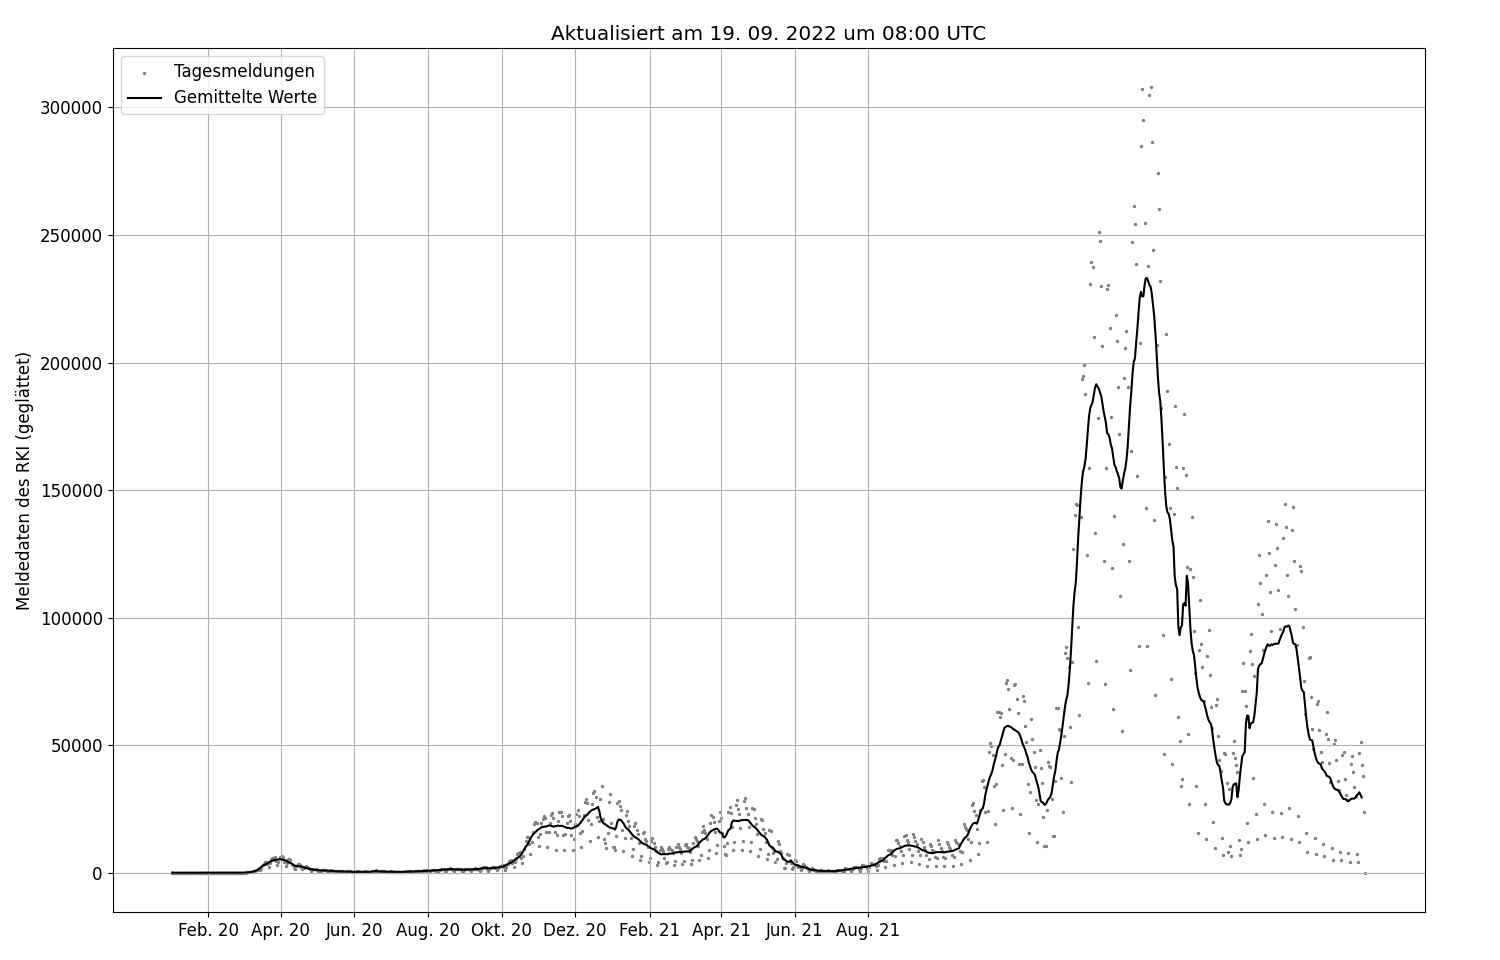 Aktualisiert am 19. 09. 2022 um 08:00 UTC
Tagesmeldungen
Gemittelte Werte
Meldedaten des RKI (geglättet)
300000
250000
200000
150000
100000
50000
0
Feb. 20 Apr. 20 Jun. 20 Aug. 20 Okt. 20 Dez. 20 Feb. 21 Apr. 21 Jun. 21 Aug. 21